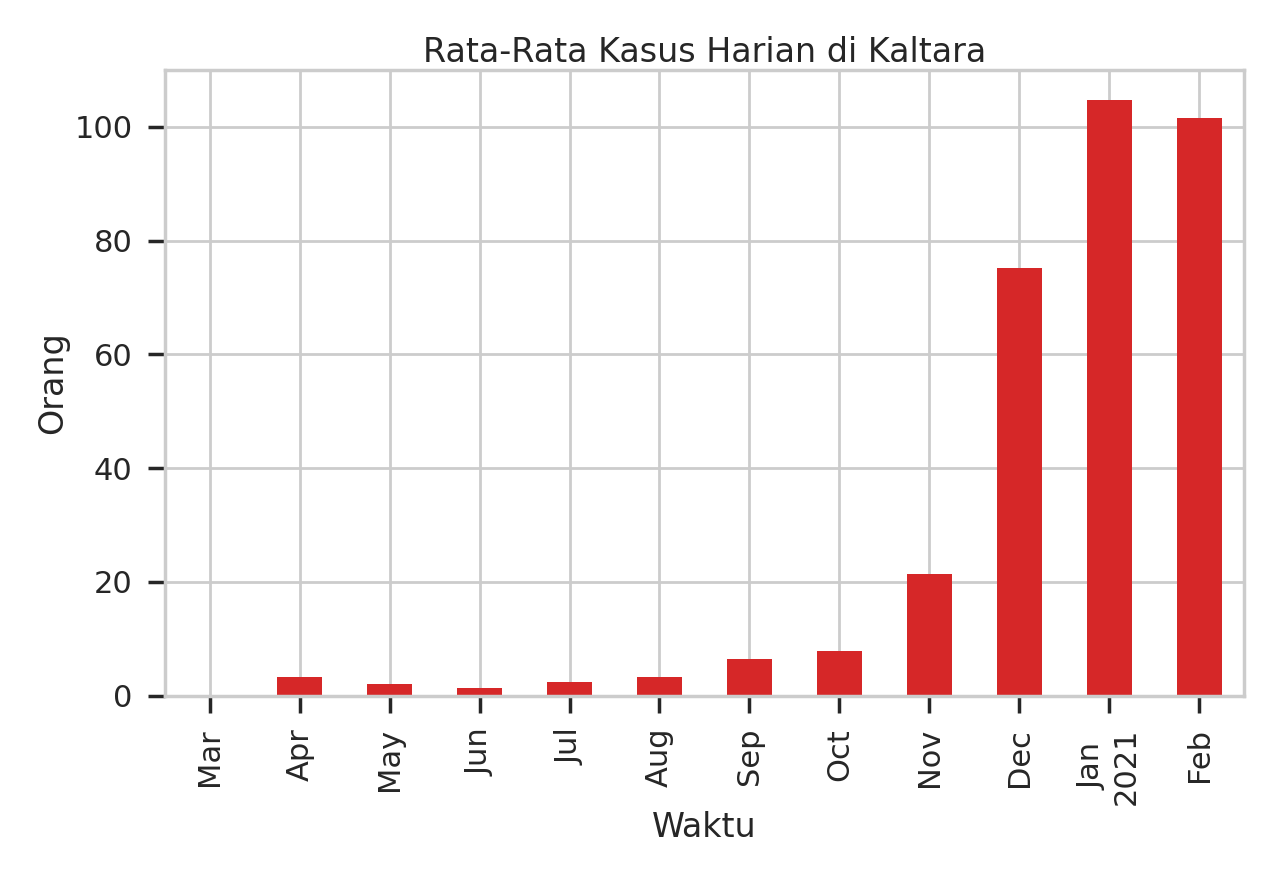 Rata-Rata Kasus Harian di Kaltara
Orang
100
80
60
40
20
0
Mar
Apr
May
Jun
Jul
Aug
Sep
Oct
Nov
Dec
Jan
2021
Feb
Waktu